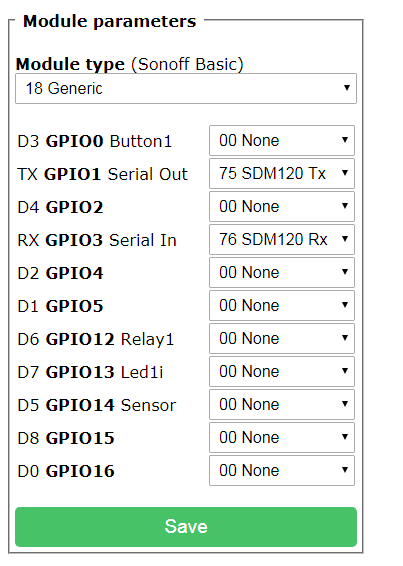 Module parameters
Module type (Sonoff Basic)
18 Generic
D3 GPIO0 Button1 00 None
TX GPIO1 Serial Out 75 SDM120 Tx
D4 GPIO2 00 None
RX GPIO3 Serial In 76 SDM120 Rx
D2 GPIO4 00 None
D1 GPIO5 00 None
D6 GPIO12 Relay1 00 None
D7 GPIO13 Led1i 00 None
D5 GPIO14 Sensor 00 None
D8 GPIO15 00 None
D0 GPIO16 00 None
Save